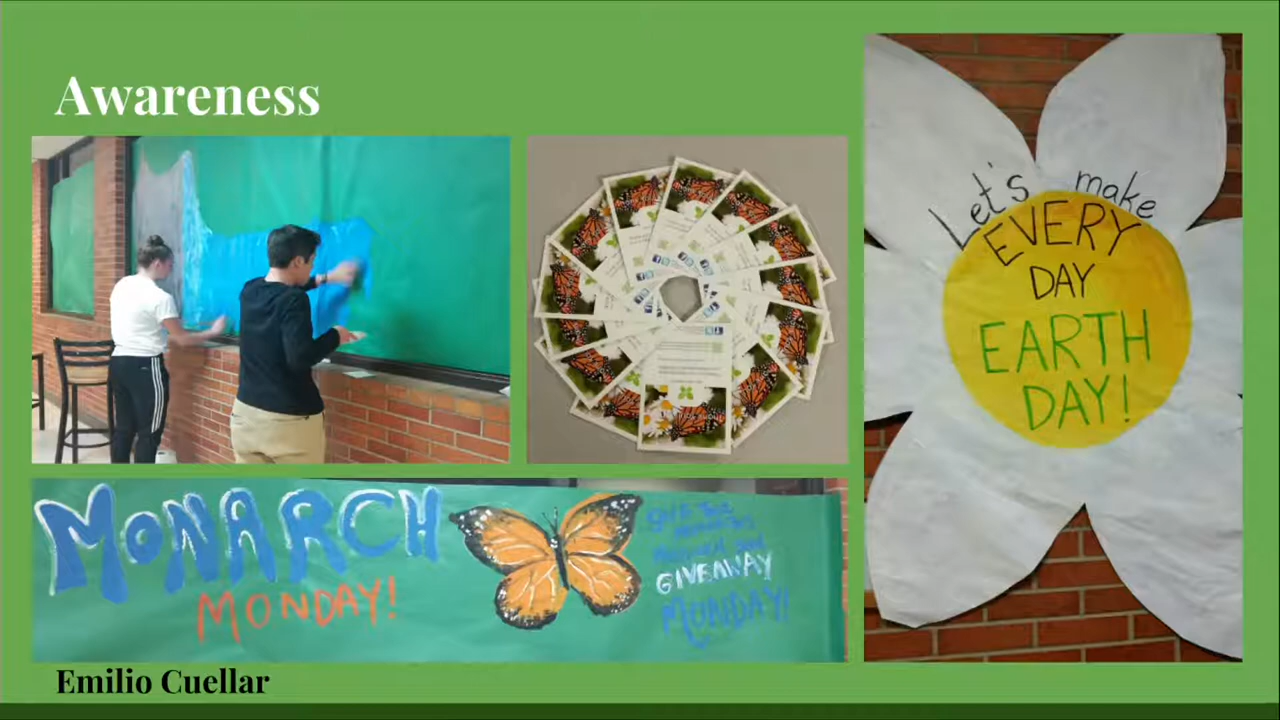 Awareness
Let's make
EVERY
DAY
EARTH
DAY!
MONARCH
MONDAY!
GIVEAWAY
MONDAY!
Emilio Cuellar